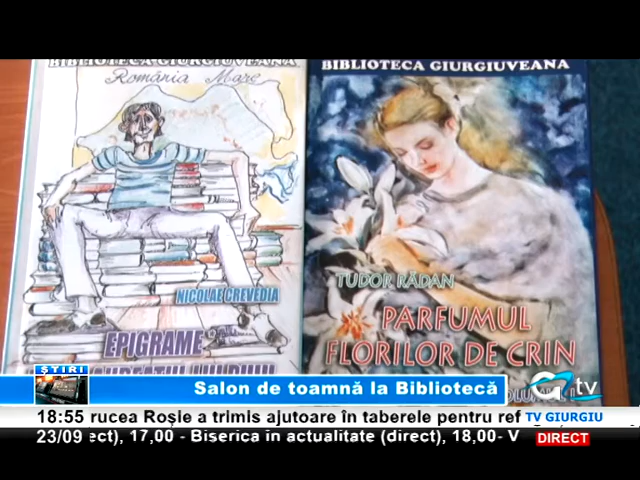 BIBLIOTECA GIURGIUVEANA
România Mare
NICOLAE CREVEDIA
EPIGRAME
BIBLIOTECA GIURGIUVEANA
TUDOR RĂDAN
PARFUMUL
FLORILOR DE CRIN
ȘTIRI
Salon de toamnă la Bibliotecă
G tv
18:55 rucea Roșie a trimis ajutoare în taberele pentru ref
TV GIURGIU
23/09 ect), 17,00 - Biserica în actualitate (direct), 18,00- V
DIRECT